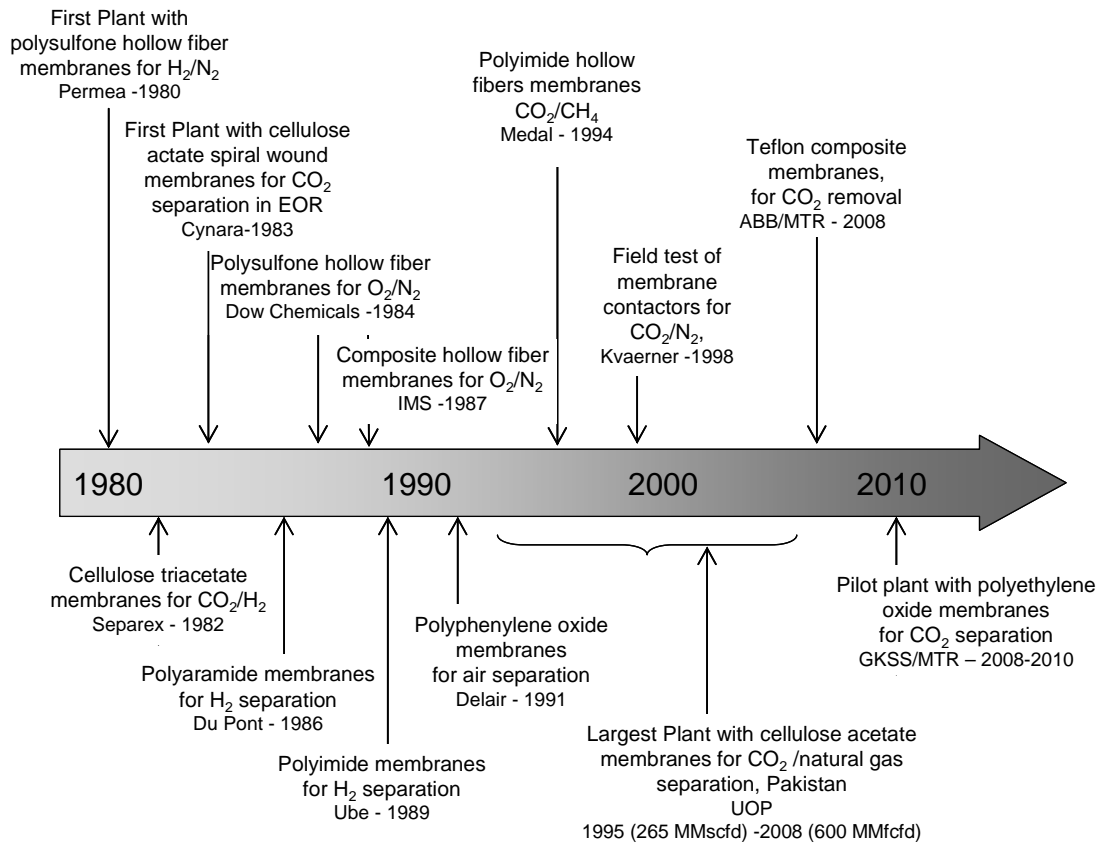 First Plant with
polysulfone hollow fiber
membranes for H₂/N₂
Permea -1980
First Plant with cellulose
actate spiral wound
membranes for CO₂
separation in EOR
Cynara-1983
Polysulfone hollow fiber
membranes for O₂/N₂
Dow Chemicals -1984
Composite hollow fiber
membranes for O₂/N₂
IMS -1987
Polyimide hollow
fibers membranes
CO₂/CH₄
Medal - 1994
Field test of
membrane
contactors for
CO₂/N₂,
Kvaerner -1998
Teflon composite
membranes,
for CO₂ removal
ABB/MTR - 2008
1980 1990 2000 2010
Cellulose triacetate
membranes for CO₂/H₂
Separex - 1982
Polyaramide membranes
for H₂ separation
Du Pont - 1986
Polyimide membranes
for H₂ separation
Ube - 1989
Polyphenylene oxide
membranes
for air separation
Delair - 1991
Largest Plant with cellulose acetate
membranes for CO₂ /natural gas
separation, Pakistan
UOP
1995 (265 MMscfd) -2008 (600 MMfcfd)
Pilot plant with polyethylene
oxide membranes
for CO₂ separation
GKSS/MTR – 2008-2010